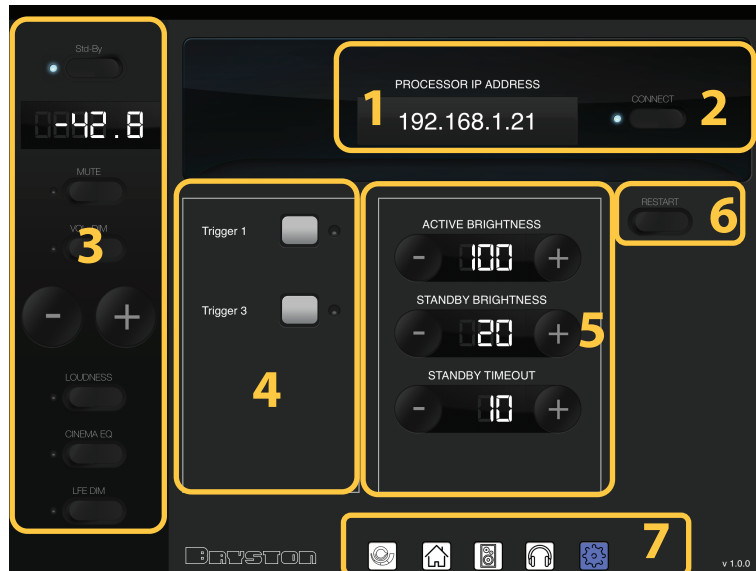 Std-By
-42.8
MUTE
VOL DIM
3
-
+
LOUDNESS
CINEMA EQ
LFE DIM
PROCESSOR IP ADDRESS
1
192.168.1.21
CONNECT
2
Trigger 1
Trigger 3
4
ACTIVE BRIGHTNESS
- 100 +
STANDBY BRIGHTNESS
- 20 +
5
STANDBY TIMEOUT
- 10 +
RESTART
6
BRYSTON
7
v 1.0.0